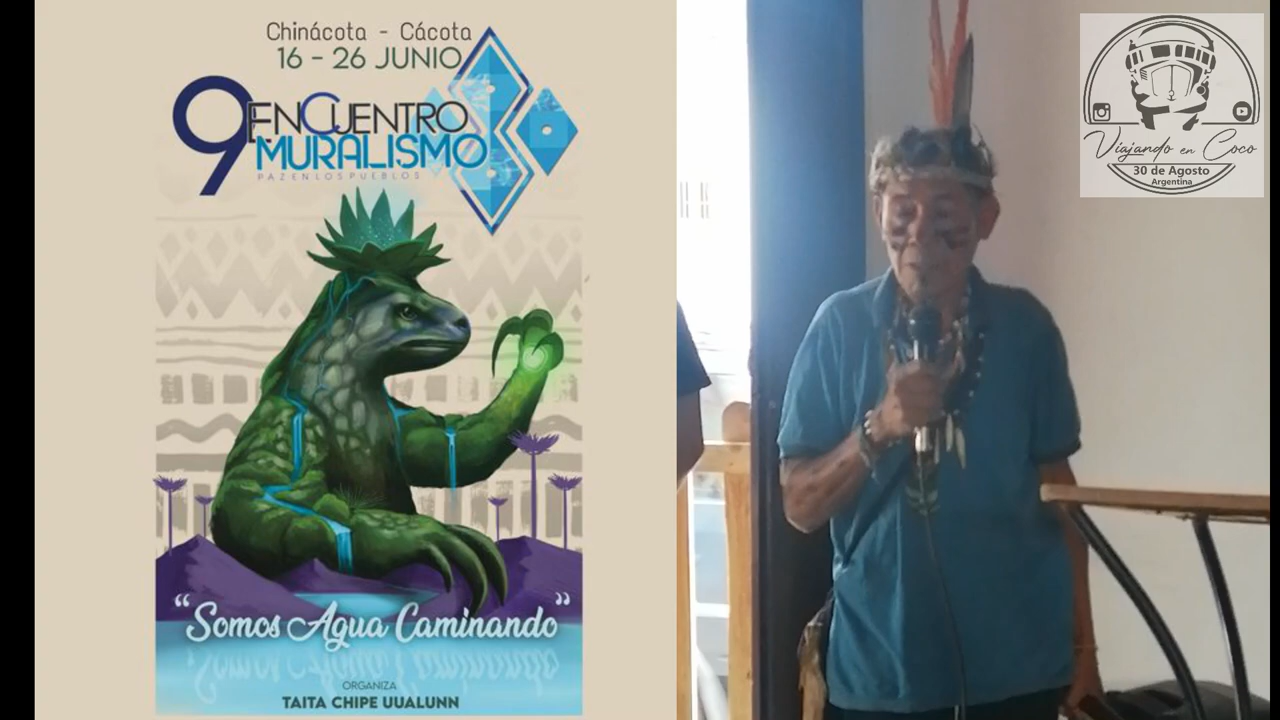 Chinácota - Cácota
16 - 26 JUNIO
9 ENCUENTRO
MURALISMO
PAZ EN LOS PUEBLOS
“Somos Agua Caminando”
ORGANIZA
TAITA CHIPE UUALUNN
Viajando en Coco
30 de Agosto
Argentina